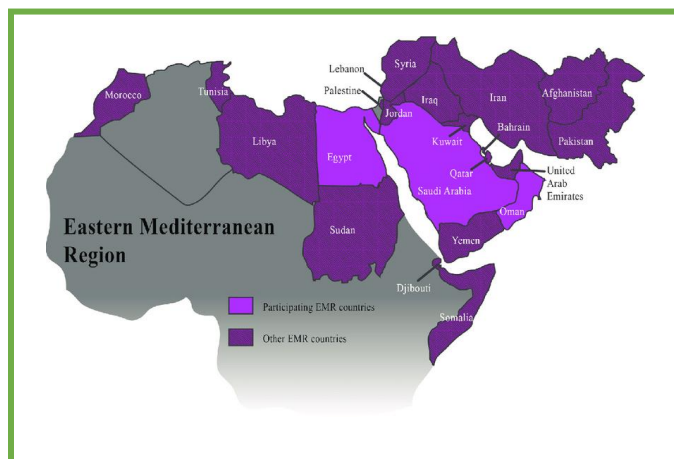 Syria
Lebanon
Morocco
Tunisia
Palestine
Iraq
Iran
Afghanistan
Jordan
Libya
Egypt
Kuwait
Bahrain
Pakistan
Qatar
Saudi Arabia
United
Arab
Emirates
Oman
Eastern Mediterranean
Region
Sudan
Yemen
Djibouti
Somalia
Participating EMR countries
Other EMR countries